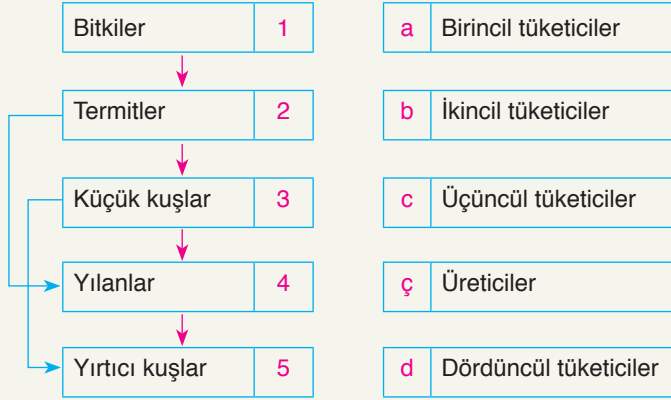 Bitkiler 1 a Birincil tüketiciler
Termitler 2 b İkincil tüketiciler
Küçük kuşlar 3 c Üçüncül tüketiciler
Yılanlar 4 ç Üreticiler
Yırtıcı kuşlar 5 d Dördüncül tüketiciler